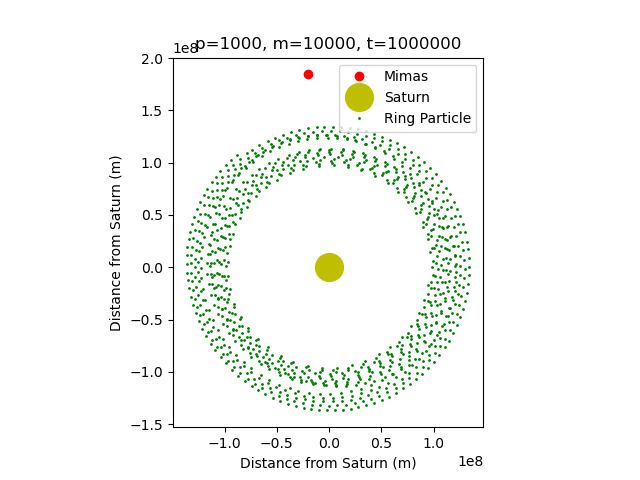 p=1000, m=10000, t=1000000
1e8
2.0
1.5
1.0
0.5
0.0
−0.5
−1.0
−1.5
Distance from Saturn (m)
Mimas
Saturn
Ring Particle
−1.0 −0.5 0.0 0.5 1.0
1e8
Distance from Saturn (m)